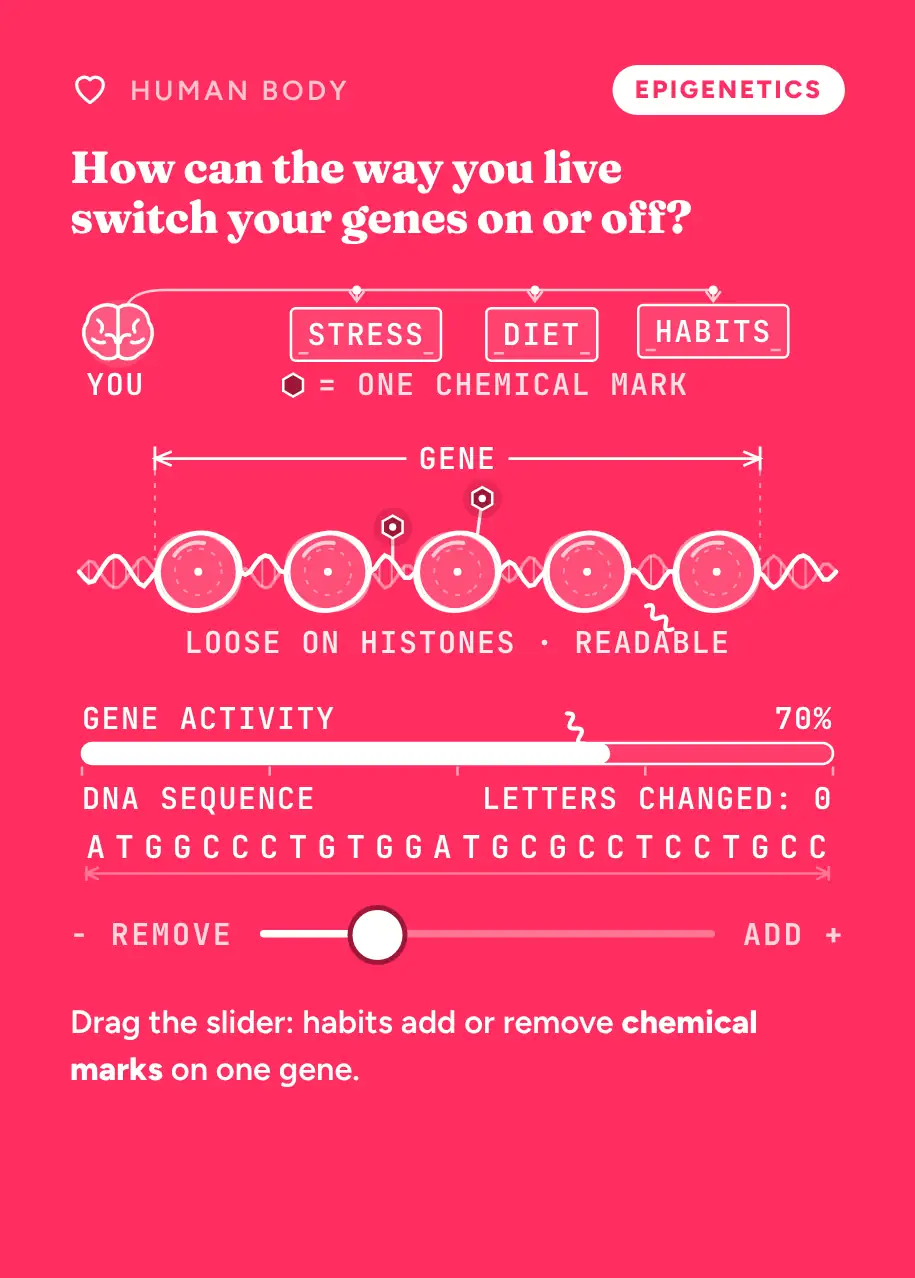 HUMAN BODY
EPIGENETICS
How can the way you live
switch your genes on or off?
STRESS
DIET
HABITS
YOU
= ONE CHEMICAL MARK
GENE
LOOSE ON HISTONES · READABLE
GENE ACTIVITY
70%
DNA SEQUENCE
LETTERS CHANGED: 0
ATGGCCCTGTGGATGCGCCTCCTGCC
- REMOVE
ADD +
Drag the slider: habits add or remove chemical
marks on one gene.